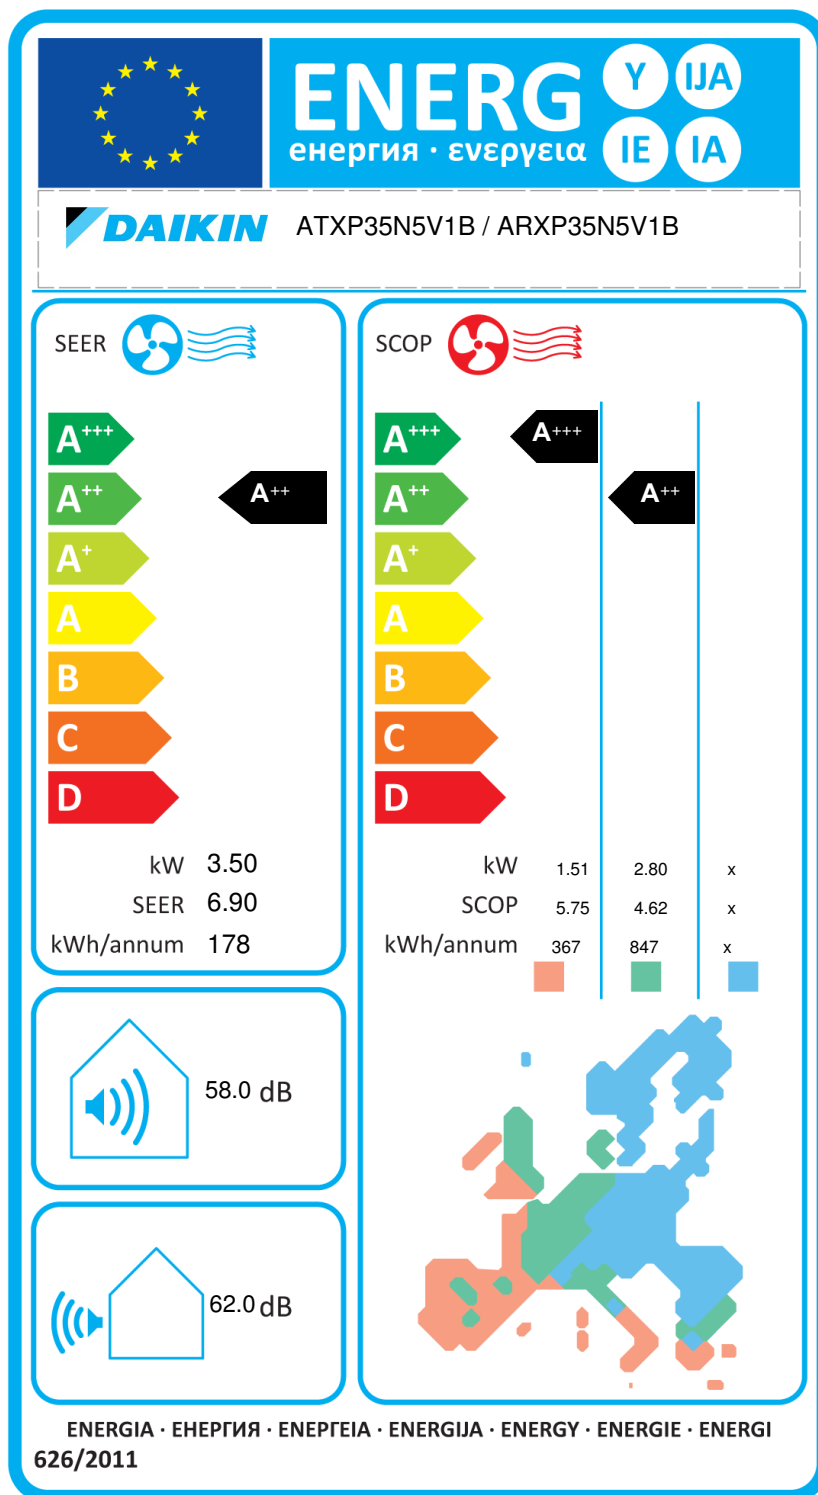 ENERG Y IJA
енергия · ενεργεια IE IA
DAIKIN ATXP35N5V1B / ARXP35N5V1B
SEER
A+++
A++ A++
A+
A
B
C
D
kW 3.50
SEER 6.90
kWh/annum 178
SCOP
A+++ A+++
A++ A++
A+
A
B
C
D
kW 1.51 2.80 x
SCOP 5.75 4.62 x
kWh/annum 367 847 x
58.0 dB
62.0 dB
ENERGIA · ЕНЕРГИЯ · ΕΝΕΡΓΕΙΑ · ENERGIJA · ENERGY · ENERGIE · ENERGI
626/2011